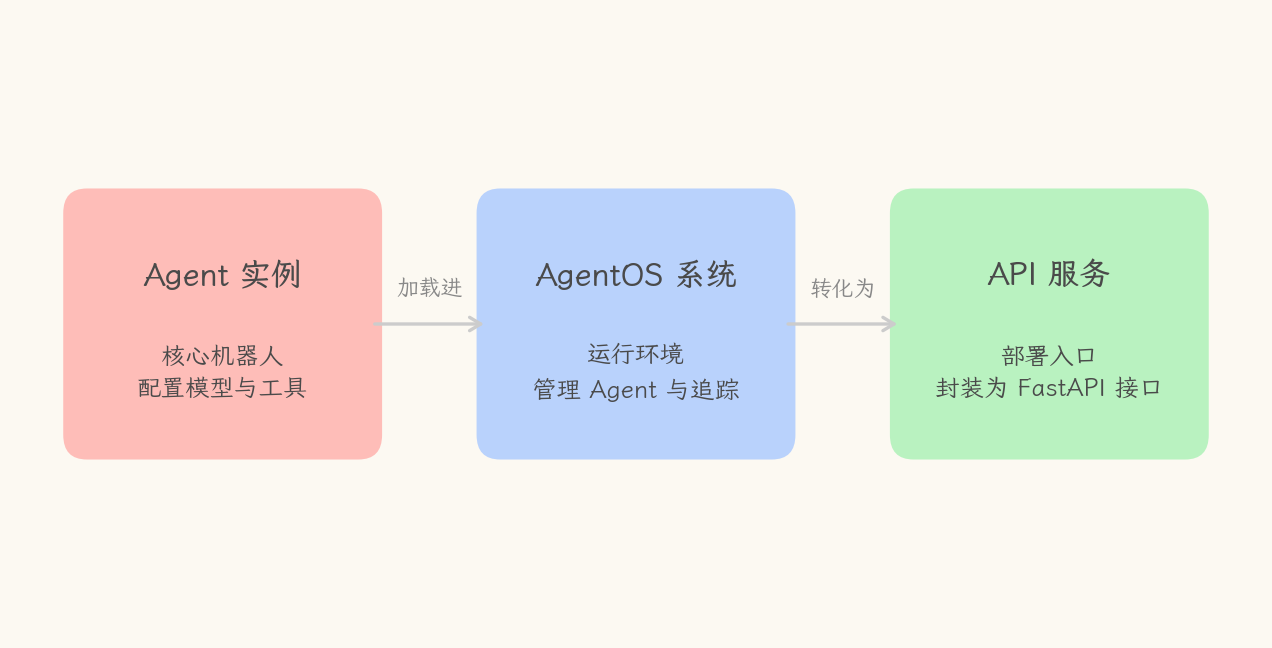 Agent 实例
核心机器人
配置模型与工具
加载进
AgentOS 系统
运行环境
管理 Agent 与追踪
转化为
API 服务
部署入口
封装为 FastAPI 接口